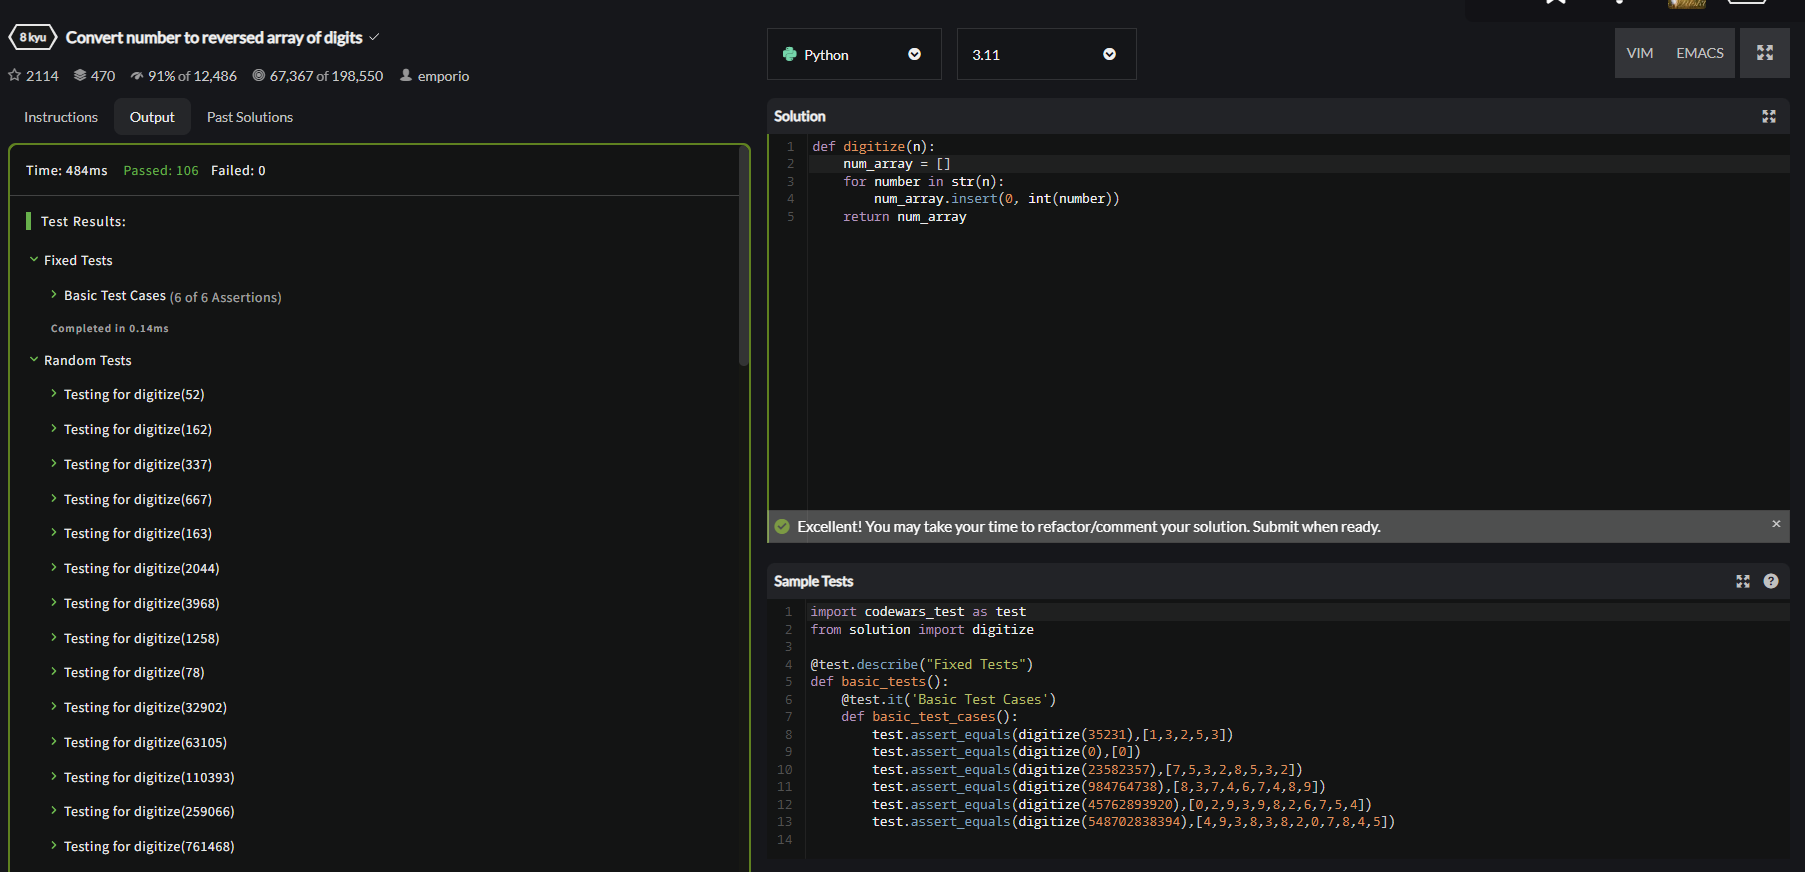 8 kyu Convert number to reversed array of digits
2114 470 91% of 12,486 67,367 of 198,550 emporio
Instructions Output Past Solutions
Time: 484ms Passed: 106 Failed: 0
Test Results:
Fixed Tests
Basic Test Cases (6 of 6 Assertions)
Completed in 0.14ms
Random Tests
Testing for digitize(52)
Testing for digitize(162)
Testing for digitize(337)
Testing for digitize(667)
Testing for digitize(163)
Testing for digitize(2044)
Testing for digitize(3968)
Testing for digitize(1258)
Testing for digitize(78)
Testing for digitize(32902)
Testing for digitize(63105)
Testing for digitize(110393)
Testing for digitize(259066)
Testing for digitize(761468)
Python 3.11 VIM EMACS
Solution
1 def digitize(n):
2     num_array = []
3     for number in str(n):
4         num_array.insert(0, int(number))
5     return num_array
Excellent! You may take your time to refactor/comment your solution. Submit when ready. ×
Sample Tests ?
1 import codewars_test as test
2 from solution import digitize
3
4 @test.describe("Fixed Tests")
5 def basic_tests():
6     @test.it('Basic Test Cases')
7     def basic_test_cases():
8         test.assert_equals(digitize(35231),[1,3,2,5,3])
9         test.assert_equals(digitize(0),[0])
10         test.assert_equals(digitize(23582357),[7,5,3,2,8,5,3,2])
11         test.assert_equals(digitize(984764738),[8,3,7,4,6,7,4,8,9])
12         test.assert_equals(digitize(45762893920),[0,2,9,3,9,8,2,6,7,5,4])
13         test.assert_equals(digitize(548702838394),[4,9,3,8,3,8,2,0,7,8,4,5])
14